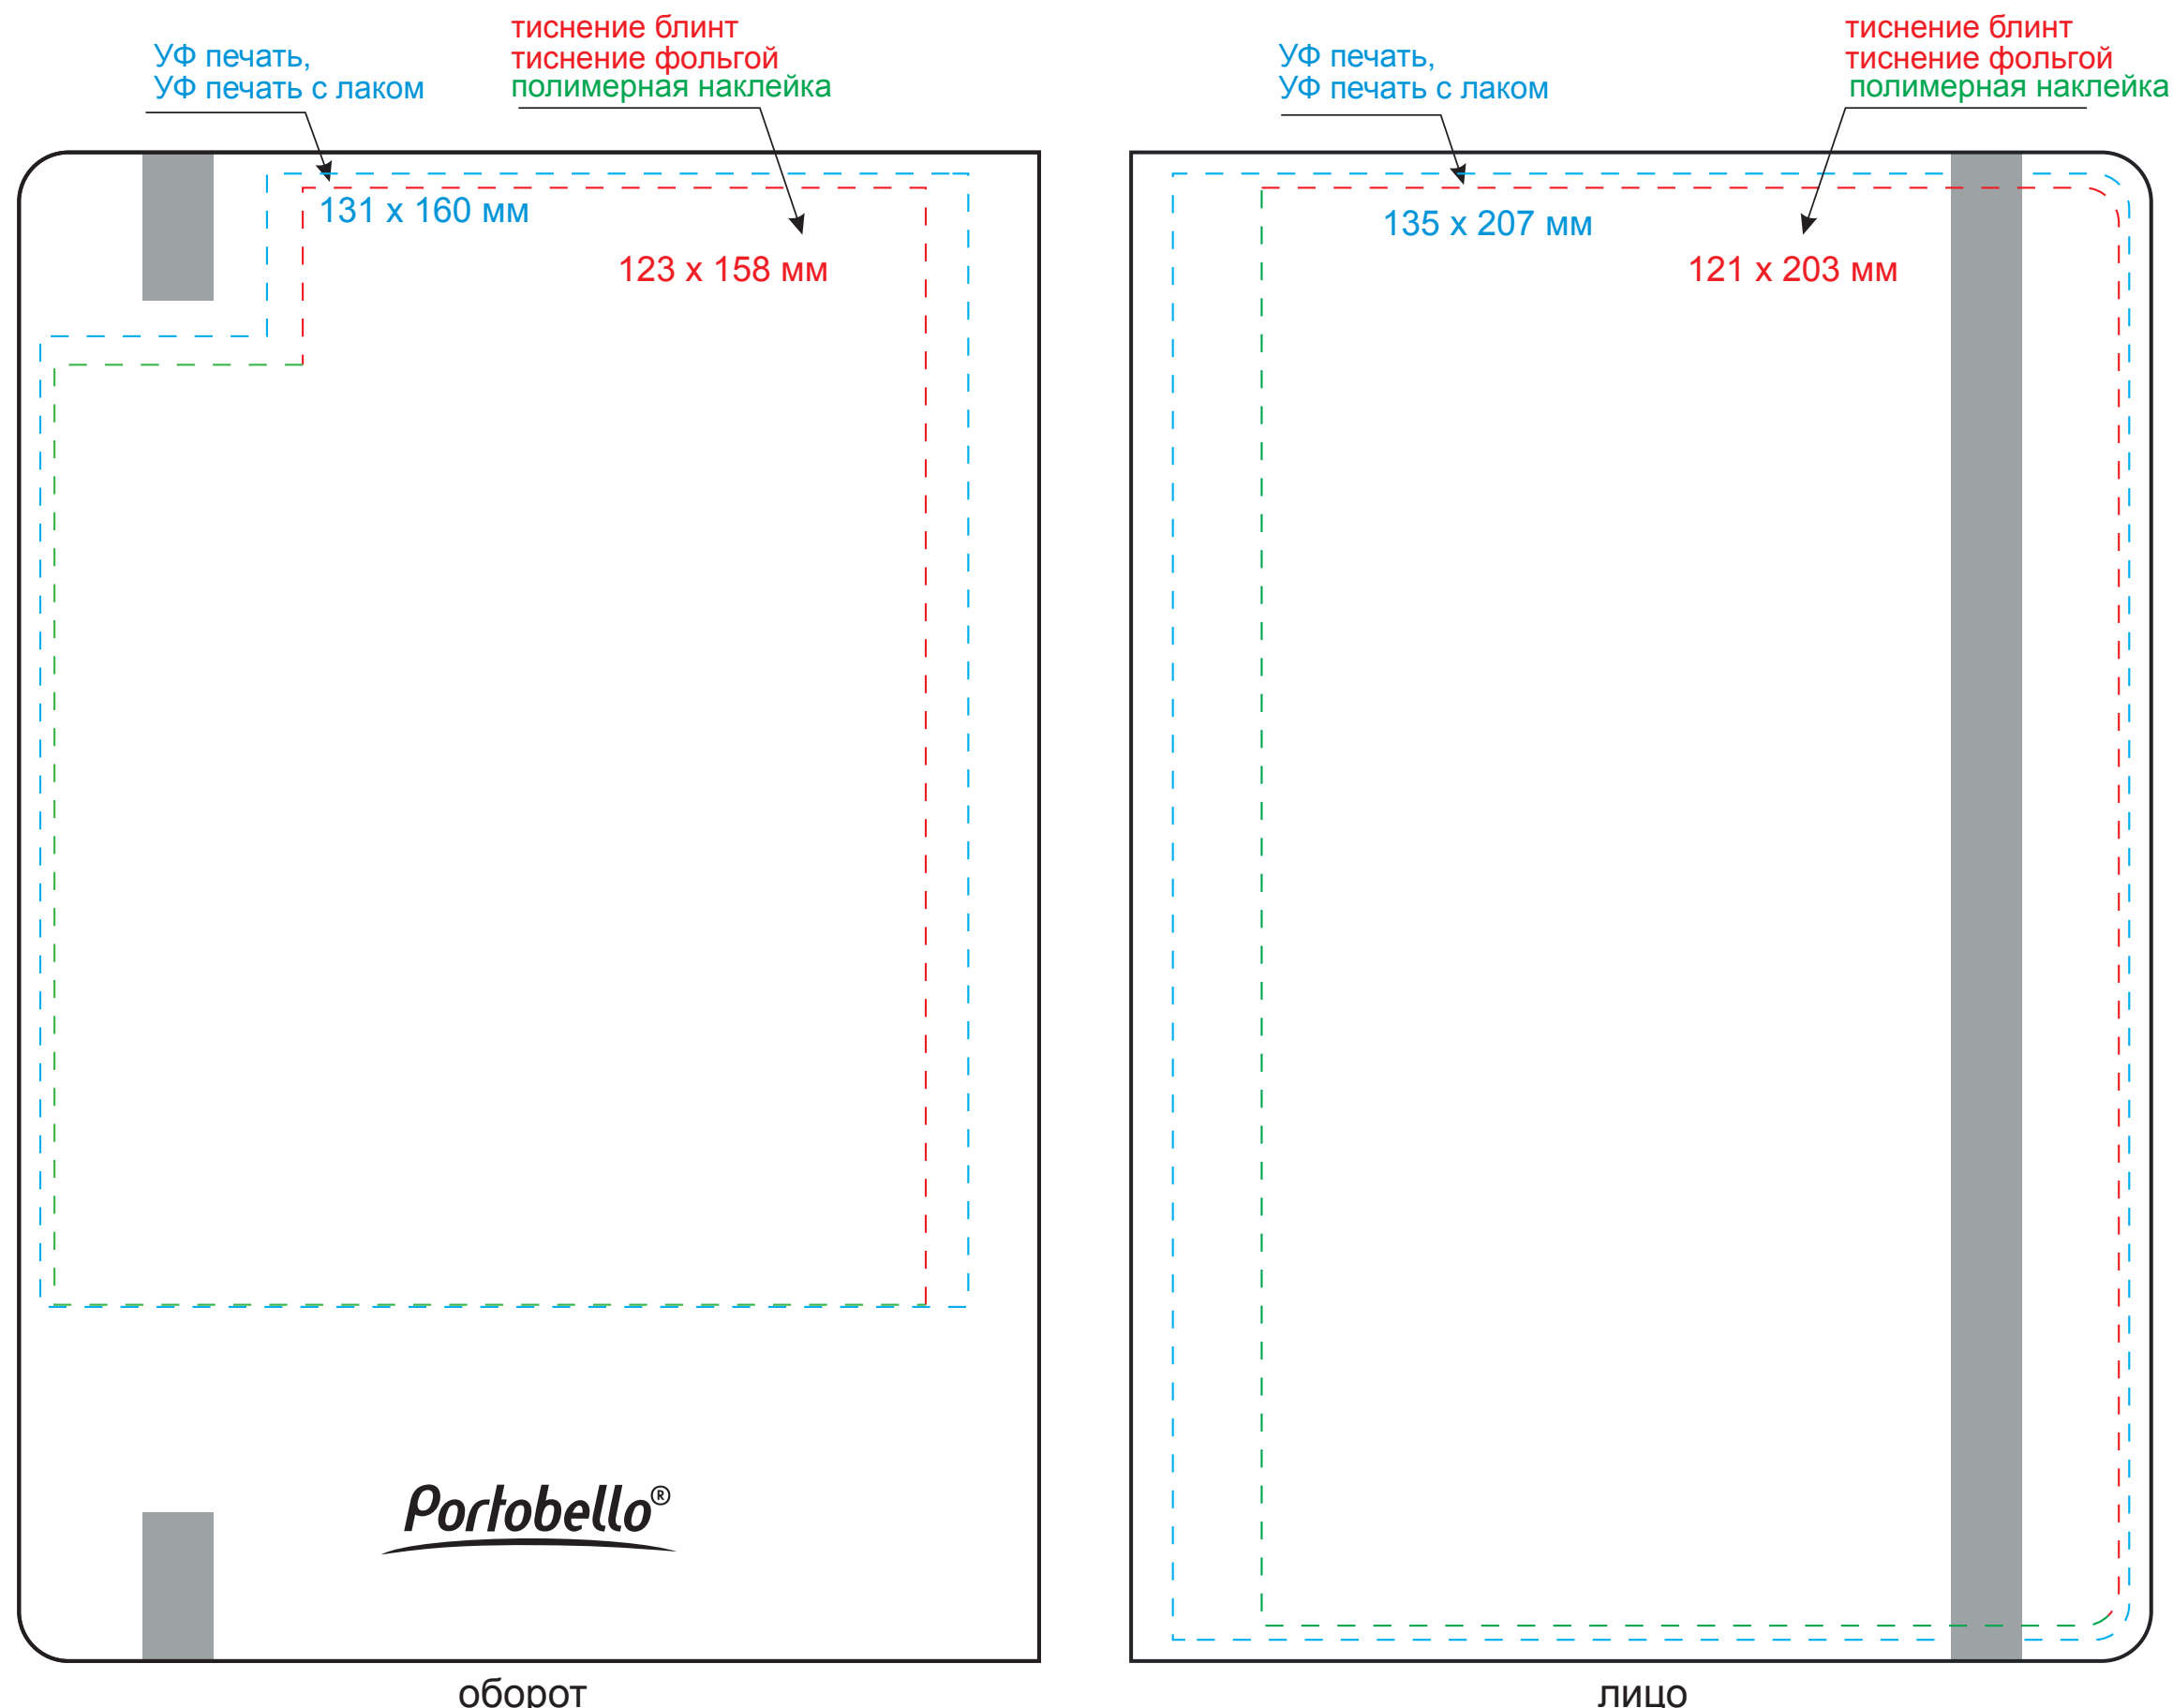 УФ печать,
УФ печать с лаком
тиснение блинт
тиснение фольгой
полимерная наклейка
131 х 160 мм
123 х 158 мм
Portobello®
оборот
УФ печать,
УФ печать с лаком
тиснение блинт
тиснение фольгой
полимерная наклейка
135 х 207 мм
121 х 203 мм
лицо